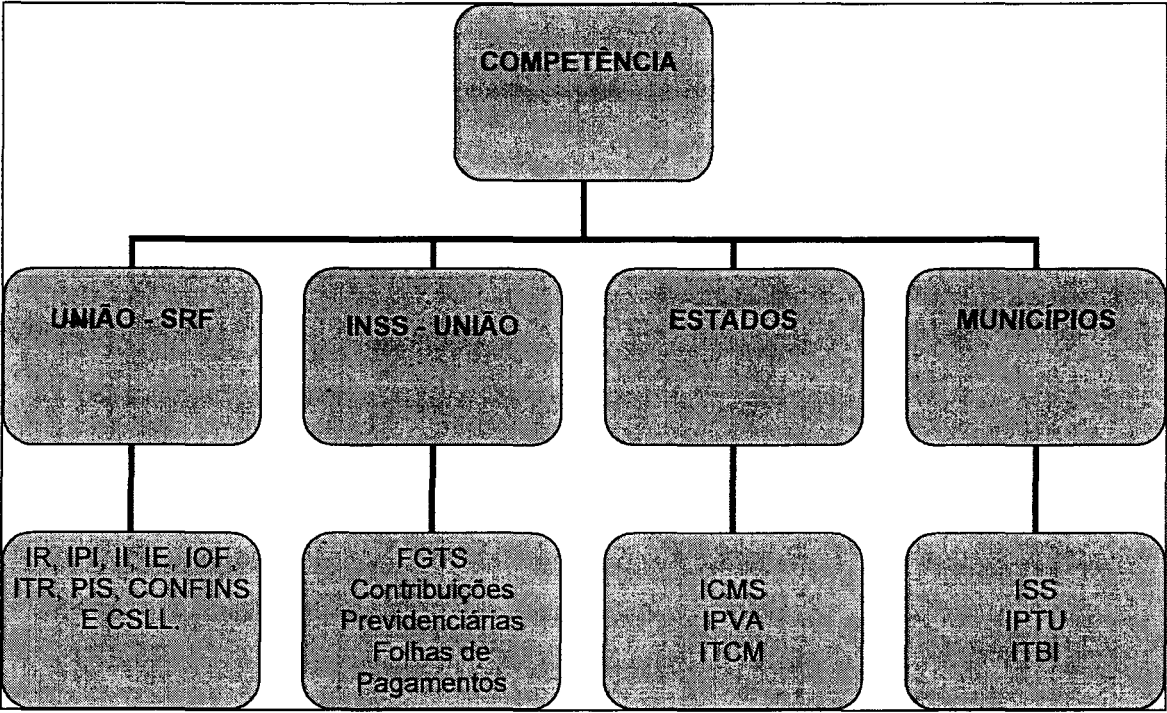 COMPETÊNCIA
UNIÃO - SRF
INSS - UNIÃO
ESTADOS
MUNICÍPIOS
IR, IPI, II, IE, IOF,
ITR, PIS, CONFINS
E CSLL.
FGTS
Contribuições
Previdenciárias
Folhas de
Pagamentos
ICMS
IPVA
ITCM
ISS
IPTU
ITBI